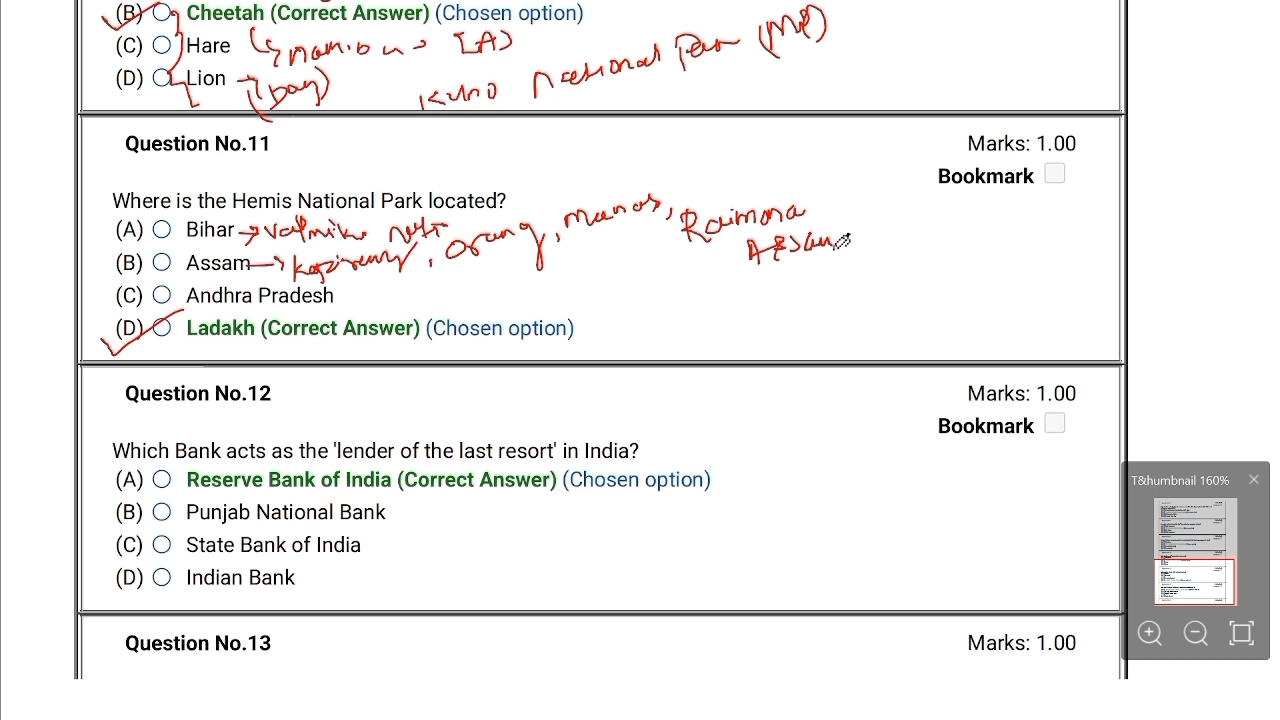 (B) Cheetah (Correct Answer) (Chosen option)
(C) Hare
(D) Lion → (Day)
Kuno National Park (MP)
Question No.11 Marks: 1.00
Bookmark
Where is the Hemis National Park located?
(A) Bihar → Valmiki
(B) Assam → , Orang, Manas, Raimona
Assam
(C) Andhra Pradesh
(D) Ladakh (Correct Answer) (Chosen option)
Question No.12 Marks: 1.00
Bookmark
Which Bank acts as the 'lender of the last resort' in India?
(A) Reserve Bank of India (Correct Answer) (Chosen option)
(B) Punjab National Bank
(C) State Bank of India
(D) Indian Bank
T&humbnail 160%
Question No.13 Marks: 1.00